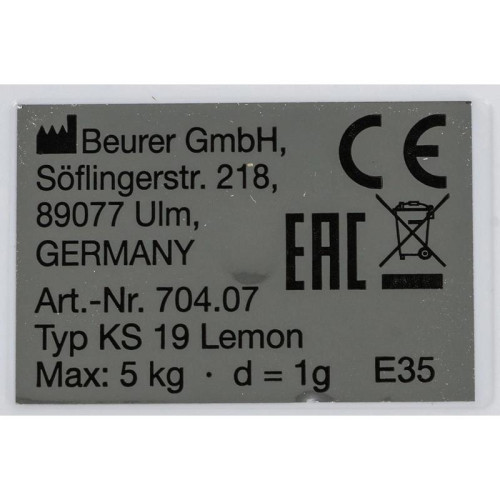 Beurer GmbH,
Söflingerstr. 218,
89077 Ulm,
GERMANY
Art.-Nr. 704.07
Typ KS 19 Lemon
Max: 5 kg · d = 1g
CE
EAC
E35